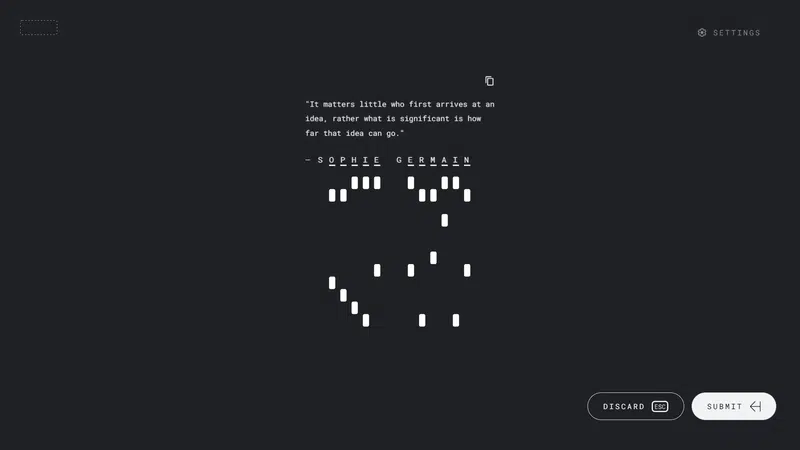 SETTINGS
"It matters little who first arrives at an
idea, rather what is significant is how
far that idea can go."
— SOPHIE GERMAIN
DISCARD ESC
SUBMIT